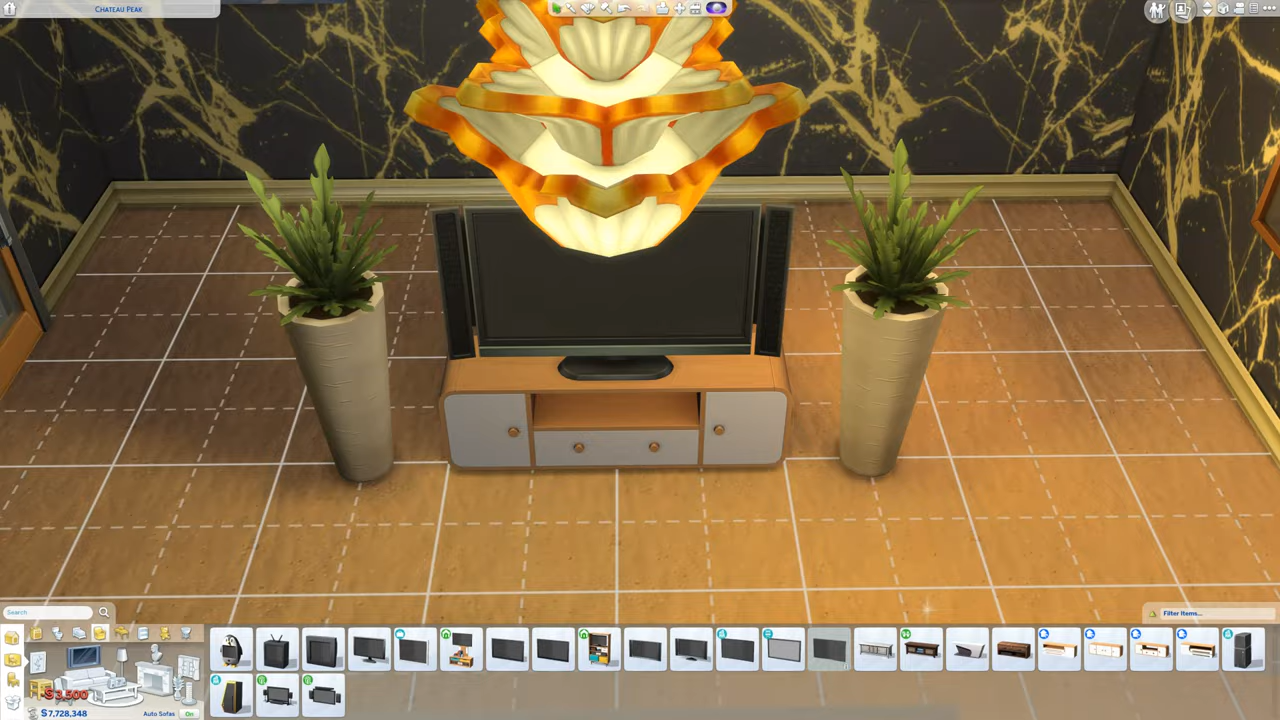 CHATEAU PEAK
Search
Filter Items...
$3,500
$7,728,348
Auto Sofas
On